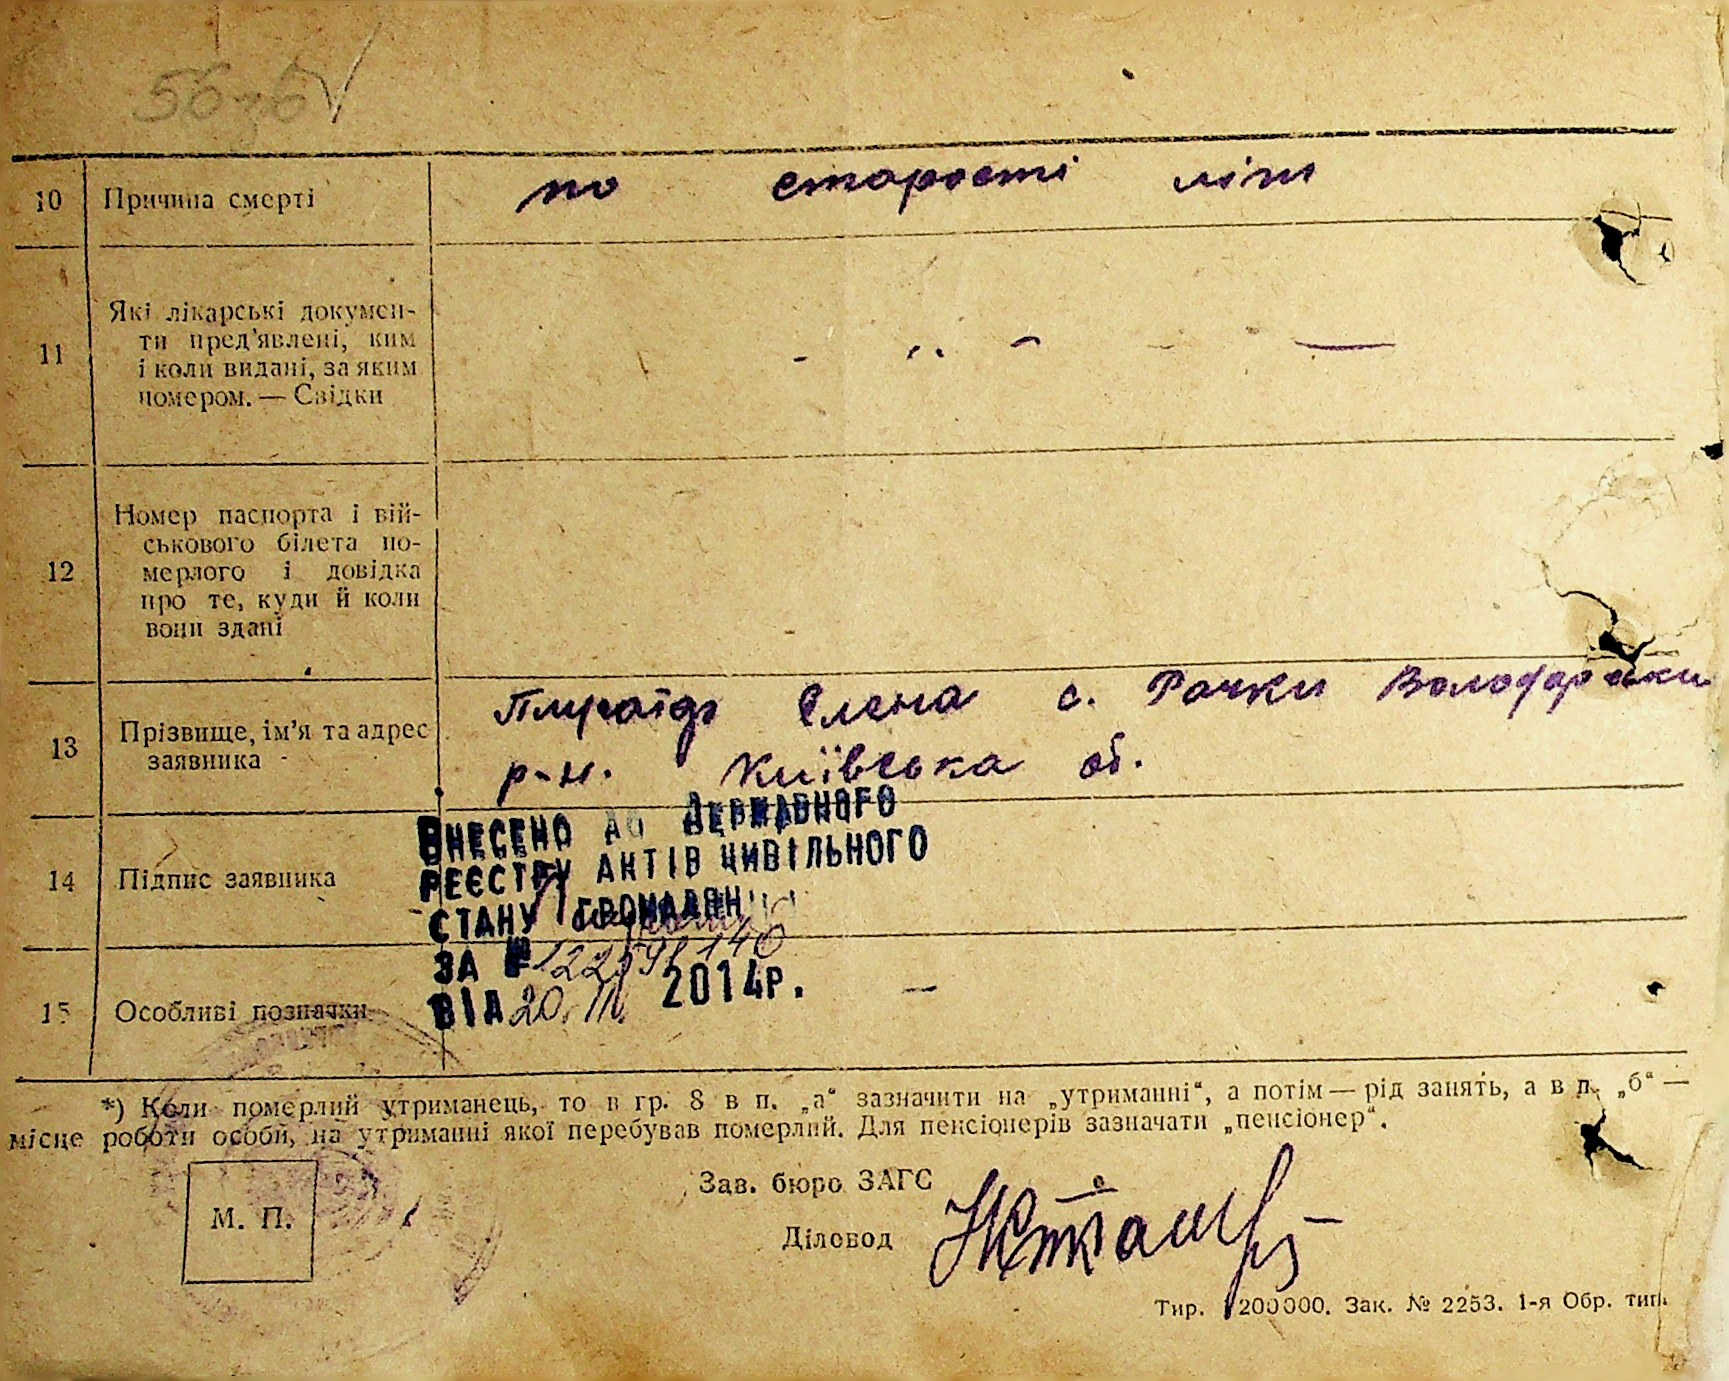 10 Причина смерті по старості літ
11 Які лікарські докумен-
ти пред'явлені, ким
і коли видані, за яким
номером. — Свідки
12 Номер паспорта і вій-
ськового білета по-
мерлого і довідка
про те, куди й коли
вони здані
13 Прізвище, ім'я та адрес
заявника
Єлена с. Рачки Володарськи
р-н. Київська об.
14 Підпис заявника
15 Особливі позначки —
Внесено до Державного
реєстру актів цивільного
стану громадян
за №
від 20. III. 2014р.
*) Коли померлий утриманець, то в гр. 8 в п. „а“ зазначити на „утриманні“, а потім — рід занять, а в п. „б“ —
місце роботи особи, на утриманні якої перебував померлий. Для пенсіонерів зазначати „пенсіонер“.
М. П.
Зав. бюро ЗАГС
Діловод
Тир. 200000. Зак. № 2253. 1-я Обр. тип.